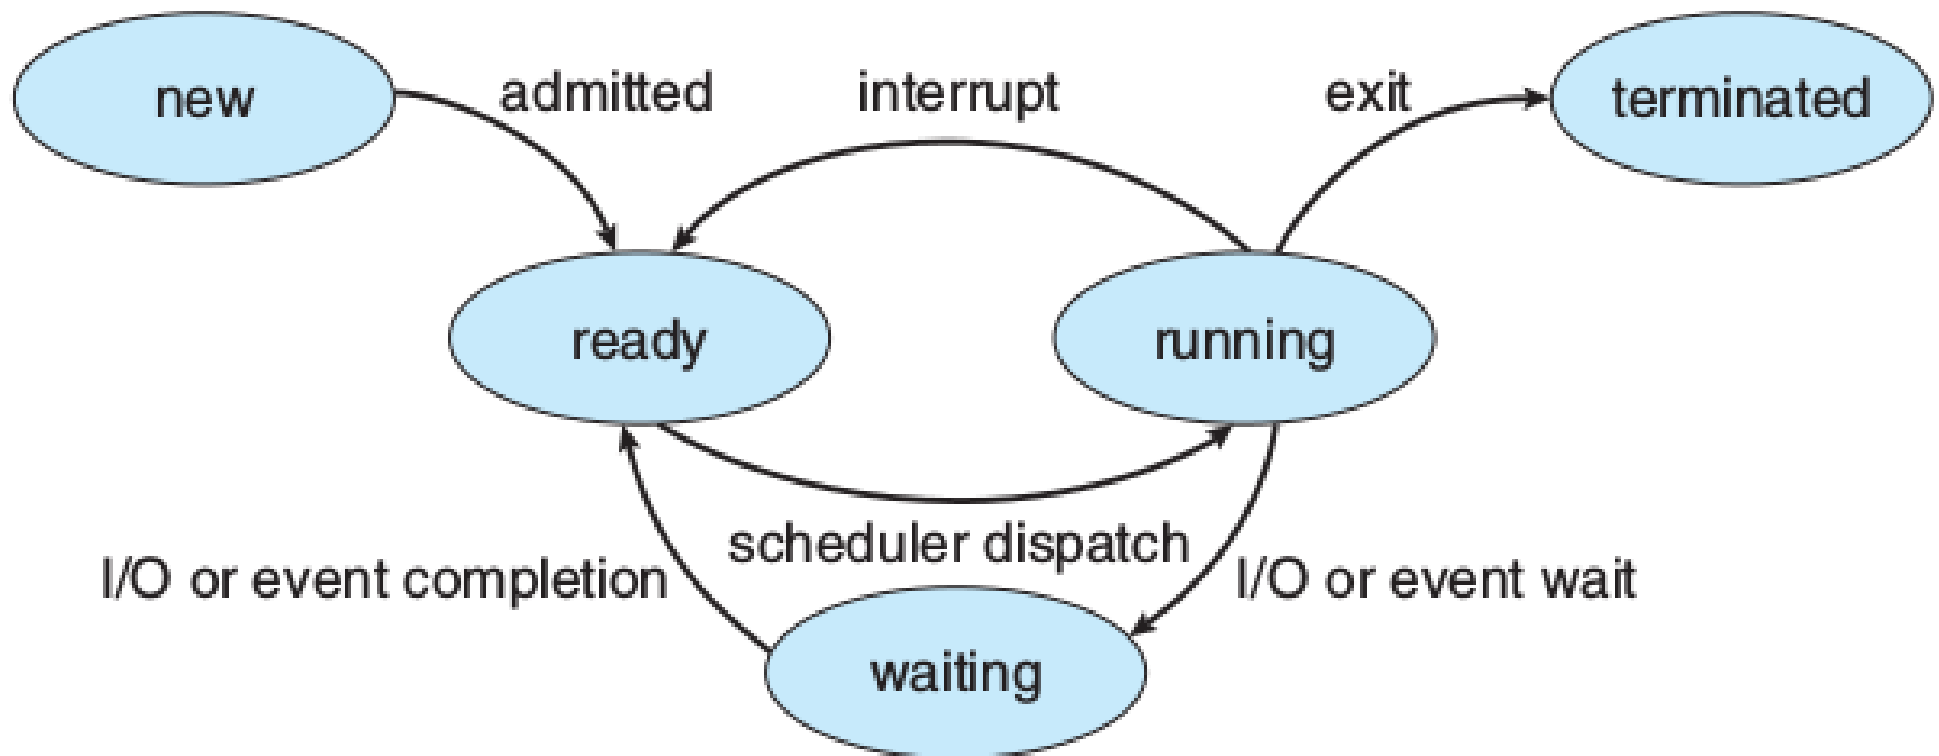 new
admitted
interrupt
exit
terminated
ready
running
scheduler dispatch
I/O or event completion
I/O or event wait
waiting